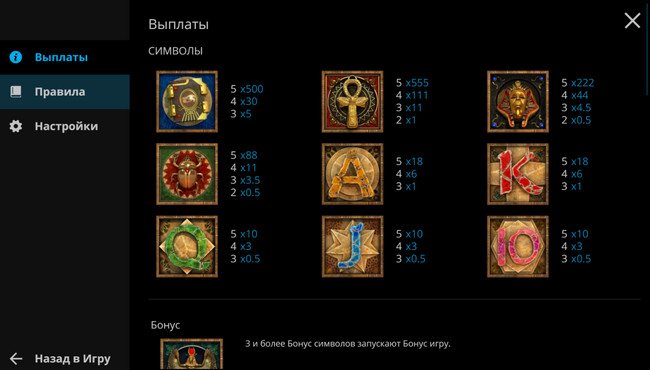 Выплаты
СИМВОЛЫ
Выплаты
Правила
Настройки
5 x500
4 x30
3 x5
5 x555
4 x111
3 x11
2 x1
5 x222
4 x44
3 x4.5
2 x0.5
5 x88
4 x11
3 x3.5
2 x0.5
A
5 x18
4 x6
3 x1
K
5 x18
4 x6
3 x1
Q
5 x10
4 x3
3 x0.5
J
5 x10
4 x3
3 x0.5
10
5 x10
4 x3
3 x0.5
Бонус
3 и более Бонус символов запускают Бонус игру.
Назад в Игру